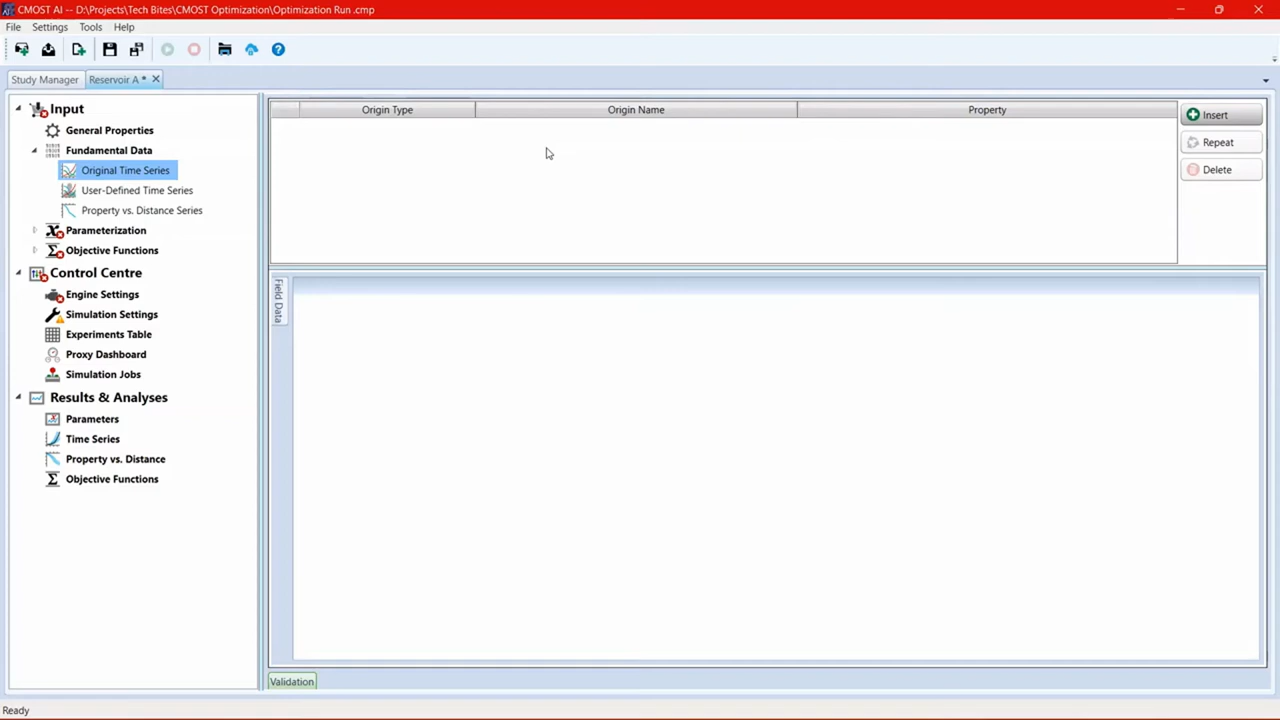 CMOST AI -- D:\Projects\Tech Bites\CMOST Optimization\Optimization Run .cmp
File Settings Tools Help
Study Manager Reservoir A *
Input
General Properties
Fundamental Data
Original Time Series
User-Defined Time Series
Property vs. Distance Series
Parameterization
Objective Functions
Control Centre
Engine Settings
Simulation Settings
Experiments Table
Proxy Dashboard
Simulation Jobs
Results & Analyses
Parameters
Time Series
Property vs. Distance
Objective Functions
Origin Type Origin Name Property
Insert
Repeat
Delete
Field Data
Validation
Ready